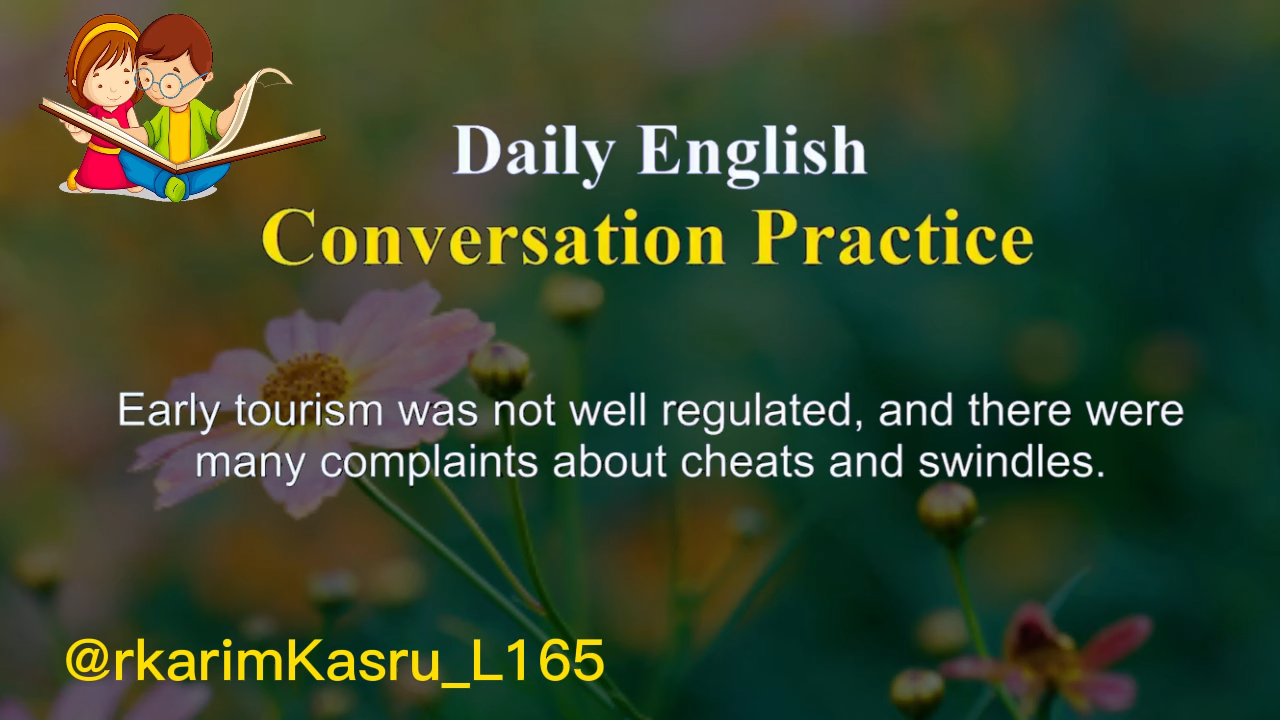 Daily English
Conversation Practice
Early tourism was not well regulated, and there were
many complaints about cheats and swindles.
@rkarimKasru_L165